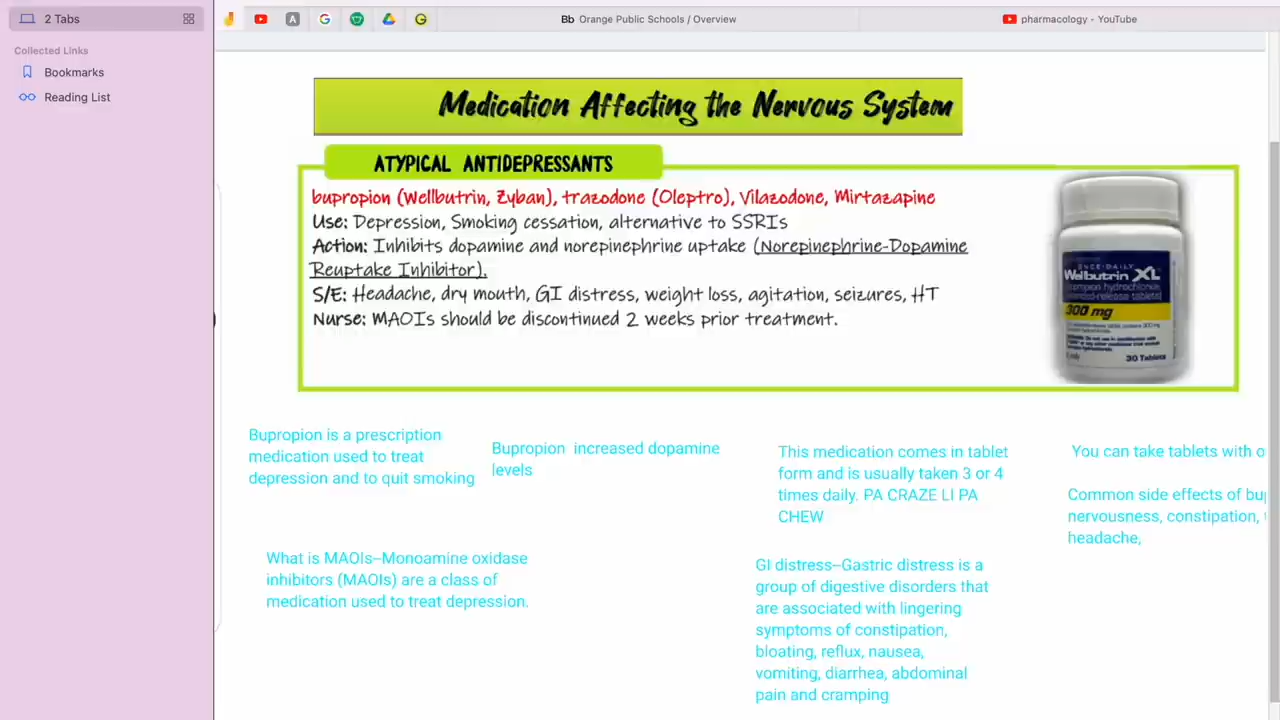 2 Tabs
Collected Links
Bookmarks
Reading List
Bb Orange Public Schools / Overview
pharmacology - YouTube
Medication Affecting the Nervous System
ATYPICAL ANTIDEPRESSANTS
bupropion (Wellbutrin, Zyban), trazodone (Oleptro), Vilazodone, Mirtazapine
Use: Depression, Smoking cessation, alternative to SSRIs
Action: Inhibits dopamine and norepinephrine uptake (Norepinephrine-Dopamine
Reuptake Inhibitor).
S/E: Headache, dry mouth, GI distress, weight loss, agitation, seizures, HT
Nurse: MAOIs should be discontinued 2 weeks prior treatment.
ONCE-DAILY
Wellbutrin XL
300 mg
30 Tablets
Bupropion is a prescription
medication used to treat
depression and to quit smoking
Bupropion increased dopamine
levels
This medication comes in tablet
form and is usually taken 3 or 4
times daily. PA CRAZE LI PA
CHEW
You can take tablets with o
Common side effects of bup
nervousness, constipation,
headache,
What is MAOIs–Monoamine oxidase
inhibitors (MAOIs) are a class of
medication used to treat depression.
GI distress–Gastric distress is a
group of digestive disorders that
are associated with lingering
symptoms of constipation,
bloating, reflux, nausea,
vomiting, diarrhea, abdominal
pain and cramping